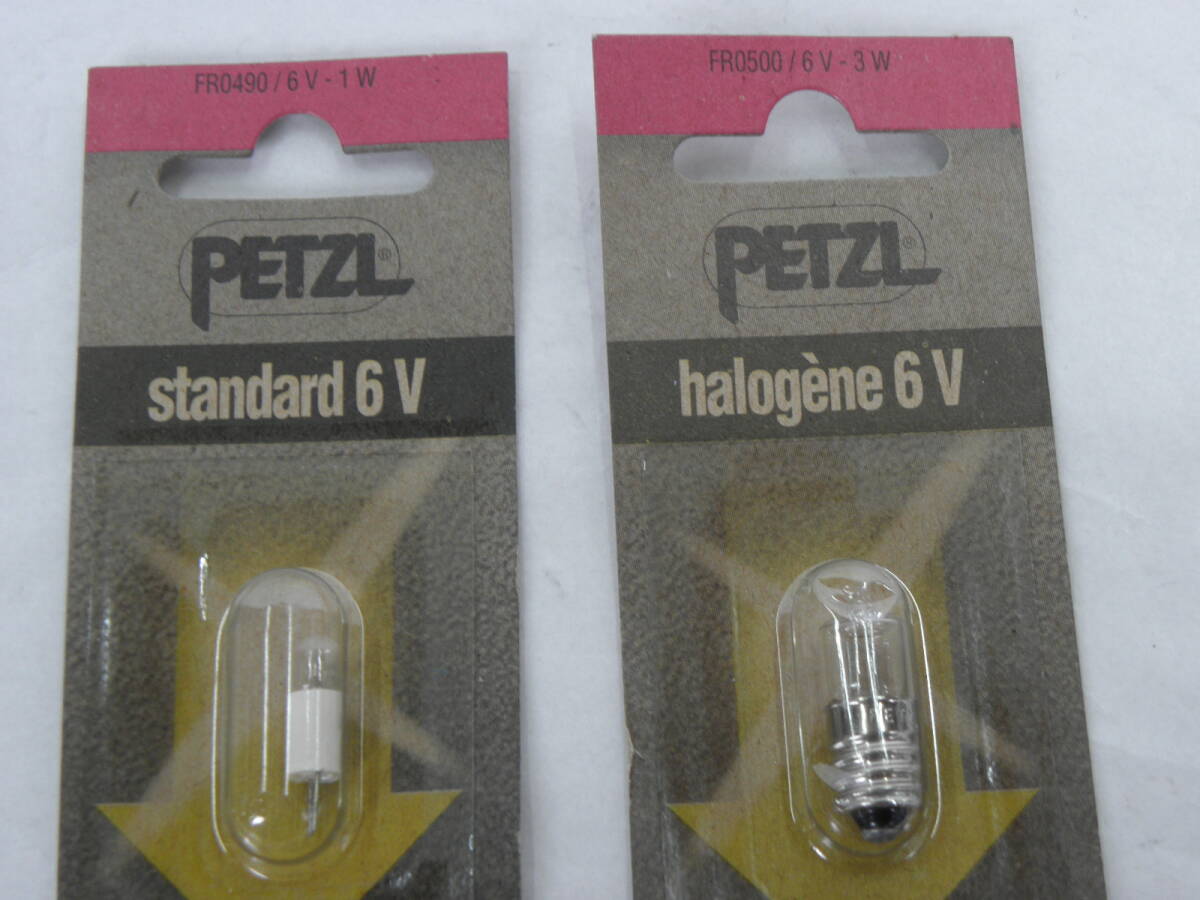 FR0490 / 6 V - 1 W
PETZL®
standard 6 V
FR0500 / 6 V - 3 W
PETZL®
halogène 6 V